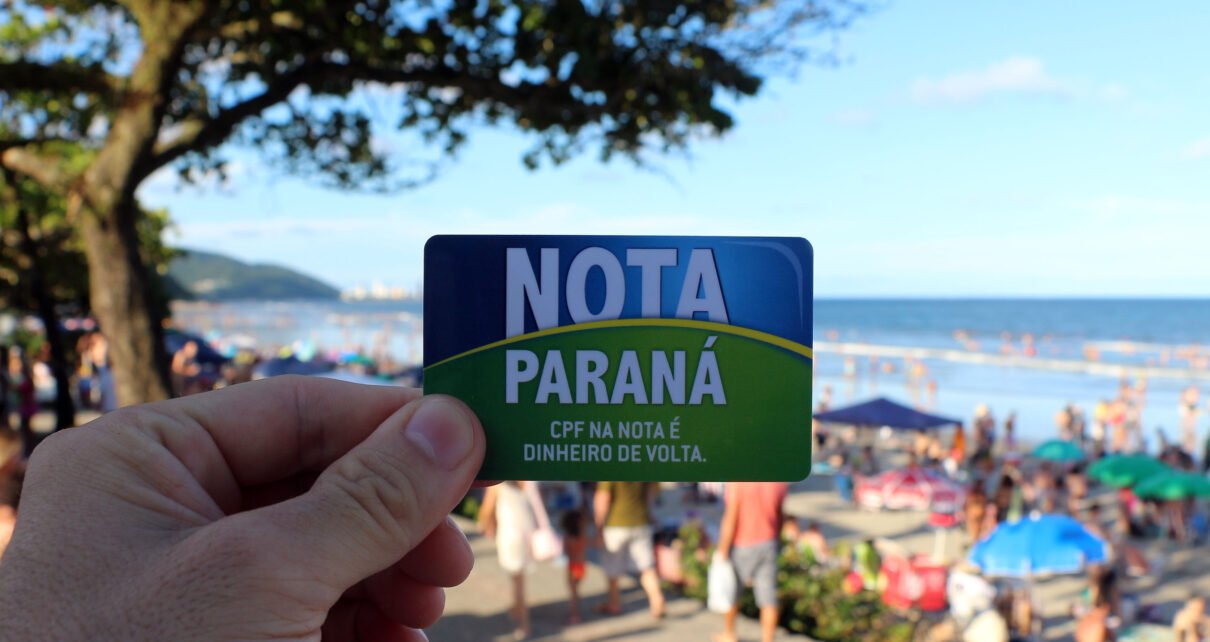 NOTA
PARANÁ
CPF NA NOTA É
DINHEIRO DE VOLTA.